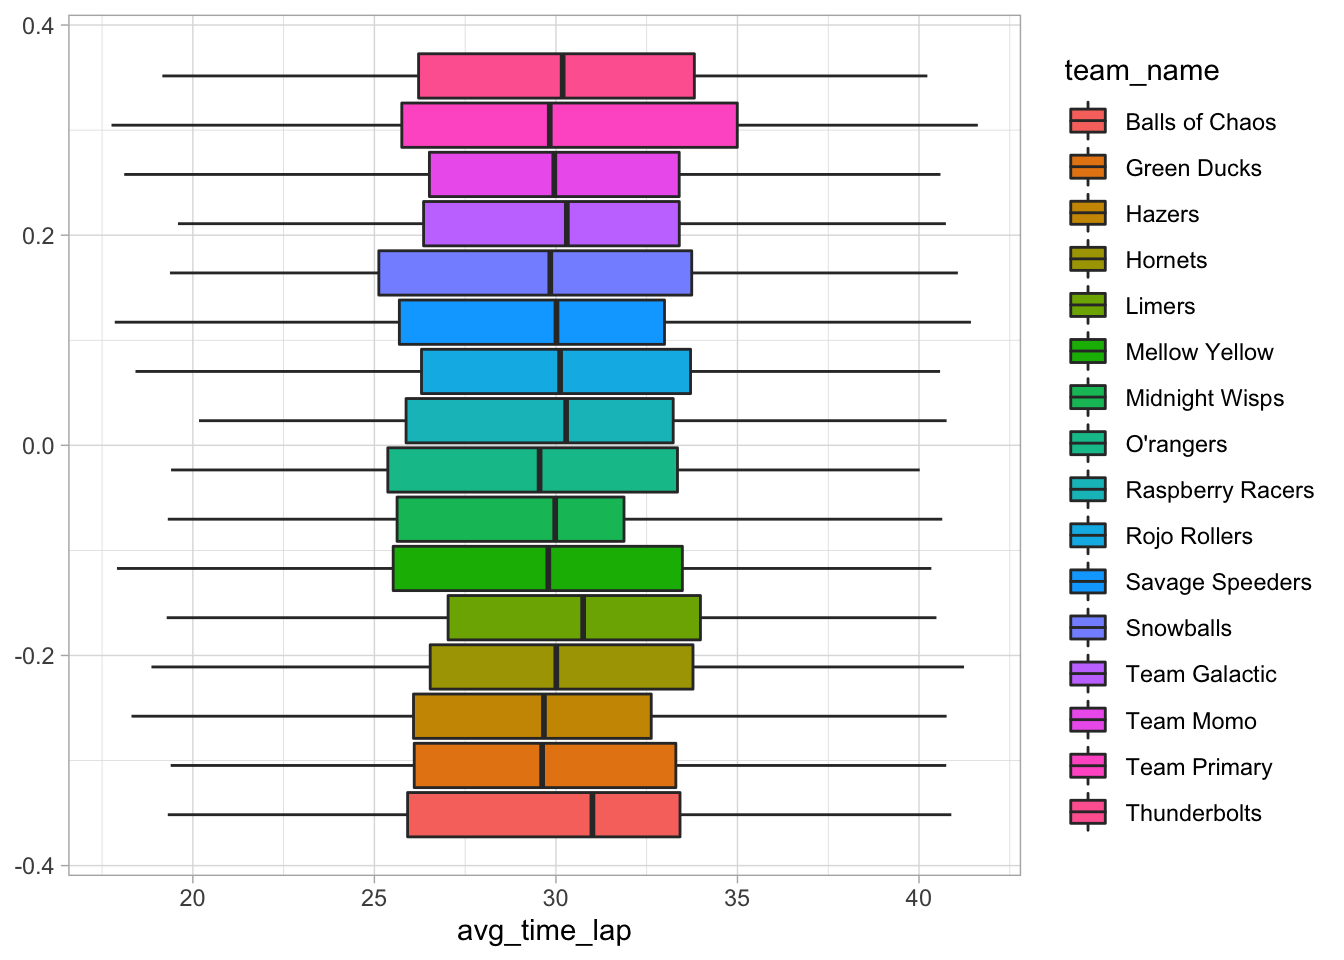 0.4
0.2
0.0
-0.2
-0.4
20 25 30 35 40
avg_time_lap
team_name
Balls of Chaos
Green Ducks
Hazers
Hornets
Limers
Mellow Yellow
Midnight Wisps
O'rangers
Raspberry Racers
Rojo Rollers
Savage Speeders
Snowballs
Team Galactic
Team Momo
Team Primary
Thunderbolts